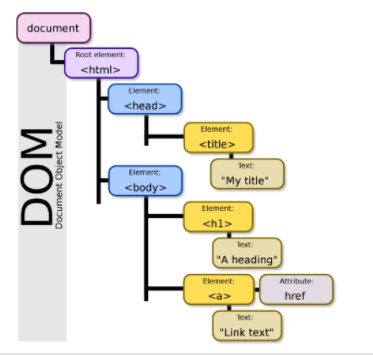 document
Root element:
<html>
Element:
<head>
Element:
<title>
Text:
"My title"
Element:
<body>
Element:
<h1>
Text:
"A heading"
Element:
<a>
Attribute:
href
Text:
"Link text"
DOM
Document Object Model